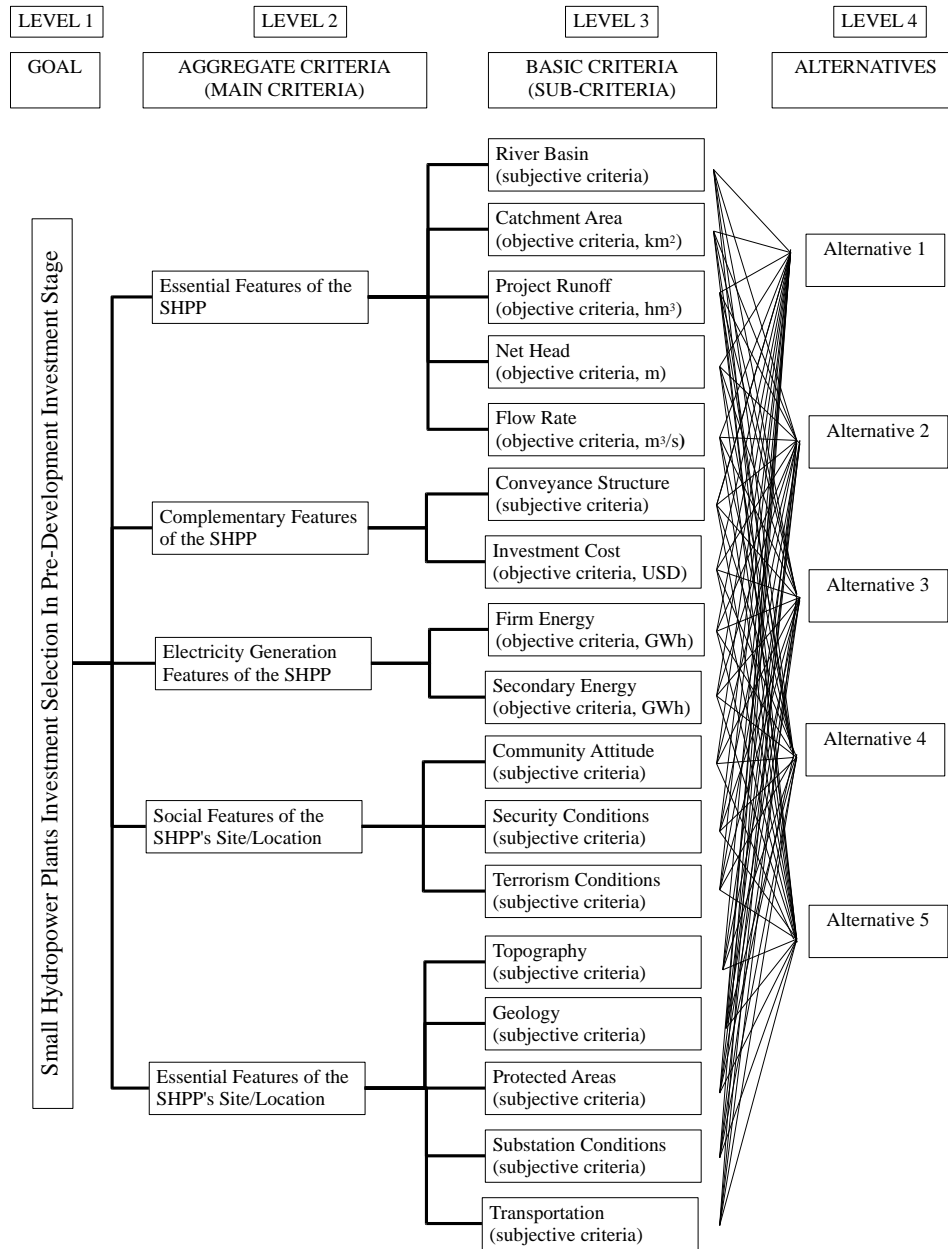 LEVEL 1
LEVEL 2
LEVEL 3
LEVEL 4
GOAL
AGGREGATE CRITERIA
(MAIN CRITERIA)
BASIC CRITERIA
(SUB-CRITERIA)
ALTERNATIVES
Small Hydropower Plants Investment Selection In Pre-Development Investment Stage
Essential Features of the
SHPP
Complementary Features
of the SHPP
Electricity Generation
Features of the SHPP
Social Features of the
SHPP's Site/Location
Essential Features of the
SHPP's Site/Location
River Basin
(subjective criteria)
Catchment Area
(objective criteria, km²)
Project Runoff
(objective criteria, hm³)
Net Head
(objective criteria, m)
Flow Rate
(objective criteria, m³/s)
Conveyance Structure
(subjective criteria)
Investment Cost
(objective criteria, USD)
Firm Energy
(objective criteria, GWh)
Secondary Energy
(objective criteria, GWh)
Community Attitude
(subjective criteria)
Security Conditions
(subjective criteria)
Terrorism Conditions
(subjective criteria)
Topography
(subjective criteria)
Geology
(subjective criteria)
Protected Areas
(subjective criteria)
Substation Conditions
(subjective criteria)
Transportation
(subjective criteria)
Alternative 1
Alternative 2
Alternative 3
Alternative 4
Alternative 5